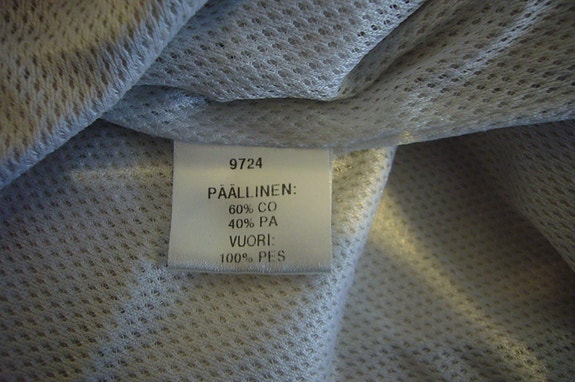 9724
PÄÄLLINEN:
60% CO
40% PA
VUORI:
100% PES